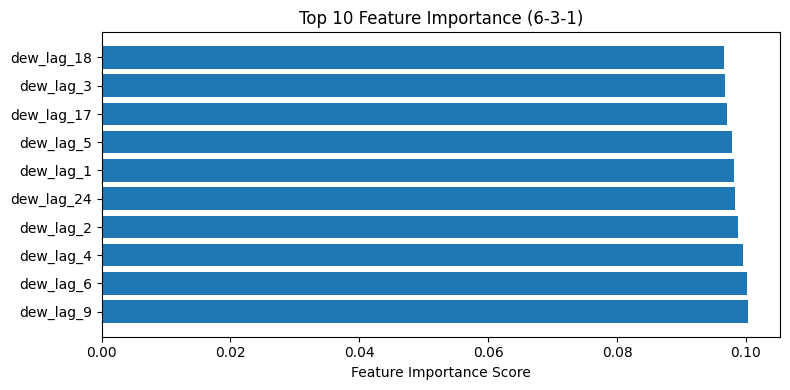 Top 10 Feature Importance (6-3-1)
dew_lag_18
dew_lag_3
dew_lag_17
dew_lag_5
dew_lag_1
dew_lag_24
dew_lag_2
dew_lag_4
dew_lag_6
dew_lag_9
0.00 0.02 0.04 0.06 0.08 0.10
Feature Importance Score